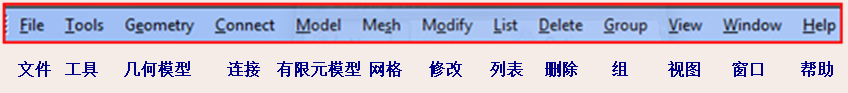 File Tools Geometry Connect Model Mesh Modify List Delete Group View Window Help
文件 工具 几何模型 连接 有限元模型 网格 修改 列表 删除 组 视图 窗口 帮助